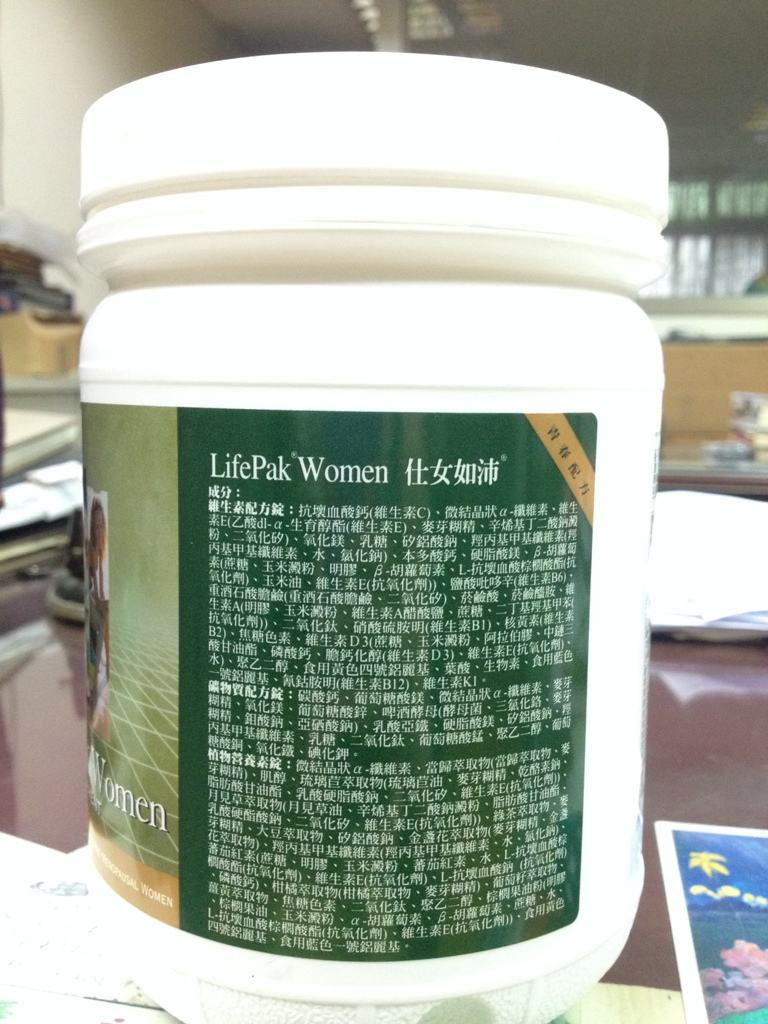 LifePak® Women 仕女如沛®
青春配方
成分：
維生素配方錠：抗壞血酸鈣(維生素C)、微結晶狀α-纖維素、維生
素E(乙酸dl-α-生育醇酯(維生素E)、麥芽糊精、辛烯基丁二酸鈉澱
粉、二氧化矽)、氧化鎂、乳糖、矽鋁酸鈉、羥丙基甲基纖維素(羥
丙基甲基纖維素、水、氯化鈉)、本多酸鈣、硬脂酸鎂、β-胡蘿蔔
素(蔗糖、玉米澱粉、明膠、β-胡蘿蔔素、L-抗壞血酸棕櫚酸酯(抗
氧化劑)、玉米油、維生素E(抗氧化劑))、鹽酸吡哆辛(維生素B6)、
重酒石酸膽鹼(重酒石酸膽鹼、二氧化矽)、菸鹼酸、菸鹼醯胺、維
生素A(明膠、玉米澱粉、維生素A醋酸鹽、蔗糖、二丁基羥基甲苯
(抗氧化劑))、二氧化鈦、硝酸硫胺明(維生素B1)、核黃素(維生素
B2)、焦糖色素、維生素D3(蔗糖、玉米澱粉、阿拉伯膠、中鏈三
酸甘油酯、磷酸鈣、膽鈣化醇(維生素D3)、維生素E(抗氧化劑)、
水)、聚乙二醇、食用黃色四號鋁麗基、葉酸、生物素、食用藍色
一號鋁麗基、氰鈷胺明(維生素B12)、維生素K1。
礦物質配方錠：碳酸鈣、葡萄糖酸鎂、微結晶狀α-纖維素、麥芽
糊精、氧化鎂、葡萄糖酸鋅、啤酒酵母(酵母菌、三氯化鉻、麥芽
糊精、鉬酸鈉、亞硒酸鈉)、乳酸亞鐵、硬脂酸鎂、矽鋁酸鈉、羥
丙基甲基纖維素、乳糖、二氧化鈦、葡萄糖酸錳、聚乙二醇、葡萄
糖酸銅、氧化鐵、碘化鉀。
植物營養素錠：微結晶狀α-纖維素、當歸萃取物(當歸萃取物、麥
芽糊精)、肌醇、琉璃苣萃取物(琉璃苣油、麥芽糊精、乾酪素鈉、
脂肪酸甘油酯、乳酸硬脂酸鈉、二氧化矽、維生素E(抗氧化劑))、
月見草萃取物(月見草油、辛烯基丁二酸鈉澱粉、脂肪酸甘油酯、
乳酸硬脂酸鈉、二氧化矽、維生素E(抗氧化劑))、綠茶萃取物、麥
芽糊精、大豆萃取物、矽鋁酸鈉、金盞花萃取物(麥芽糊精、金盞
花萃取物)、羥丙基甲基纖維素(羥丙基甲基纖維素、水、氯化鈉)、
蕃茄紅素(蔗糖、明膠、玉米澱粉、蕃茄紅素、水、L-抗壞血酸棕
櫚酸酯(抗氧化劑)、維生素E(抗氧化劑)、L-抗壞血酸鈉(抗氧化劑)
、磷酸鈣)、柑橘萃取物(柑橘萃取物、麥芽糊精)、葡萄籽萃取物、
薑黃萃取物、焦糖色素、二氧化鈦、聚乙二醇、棕櫚果油粉(明膠
、棕櫚果油、玉米澱粉、α-胡蘿蔔素、β-胡蘿蔔素、蔗糖、水、
L-抗壞血酸棕櫚酸酯(抗氧化劑)、維生素E(抗氧化劑))、食用黃色
四號鋁麗基、食用藍色一號鋁麗基。
Women
MENOPAUSAL WOMEN